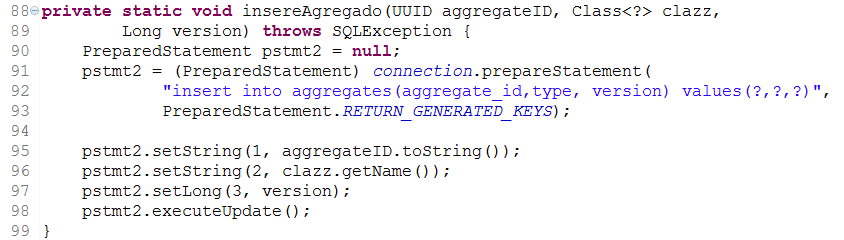 88 private static void insereAgregado(UUID aggregateID, Class<?> clazz,
89         Long version) throws SQLException {
90     PreparedStatement pstmt2 = null;
91     pstmt2 = (PreparedStatement) connection.prepareStatement(
92             "insert into aggregates(aggregate_id,type, version) values(?,?,?)",
93             PreparedStatement.RETURN_GENERATED_KEYS);
94
95     pstmt2.setString(1, aggregateID.toString());
96     pstmt2.setString(2, clazz.getName());
97     pstmt2.setLong(3, version);
98     pstmt2.executeUpdate();
99 }